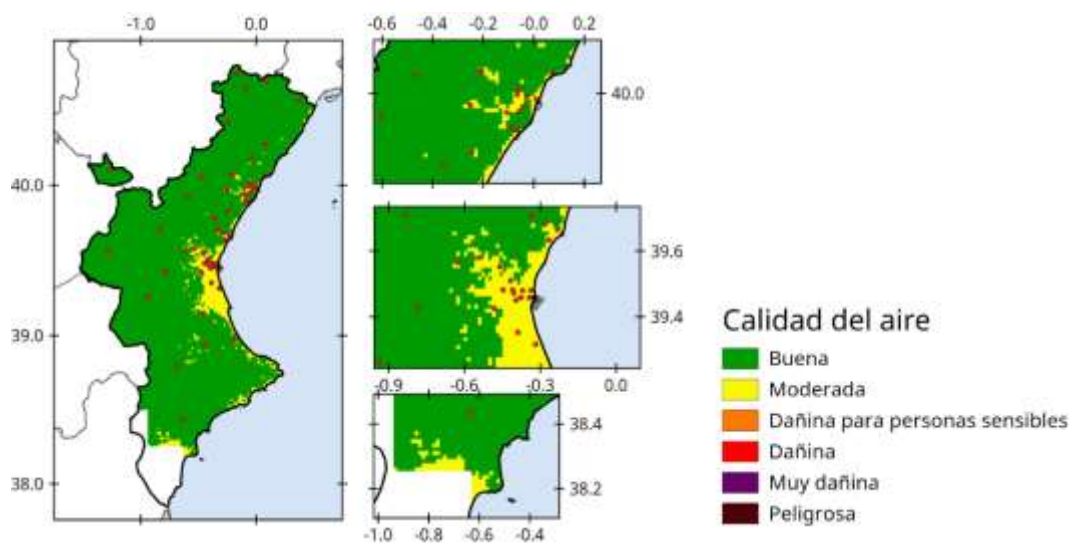 -1.0 0.0
40.0
39.0
38.0
-0.6 -0.4 -0.2 -0.0 0.2
40.0
39.6
39.4
-0.9 -0.6 -0.3 0.0
38.4
38.2
-1.0 -0.8 -0.6 -0.4
Calidad del aire
Buena
Moderada
Dañina para personas sensibles
Dañina
Muy dañina
Peligrosa